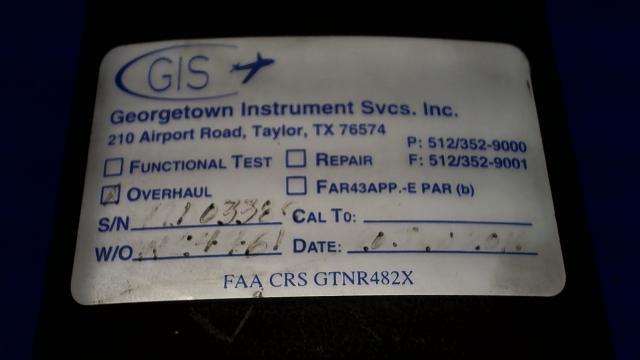 GIS
Georgetown Instrument Svcs. Inc.
210 Airport Road, Taylor, TX 76574
P: 512/352-9000
F: 512/352-9001
FUNCTIONAL TEST REPAIR
OVERHAUL FAR43APP.-E PAR (b)
S/N CAL TO:
W/O DATE:
FAA CRS GTNR482X